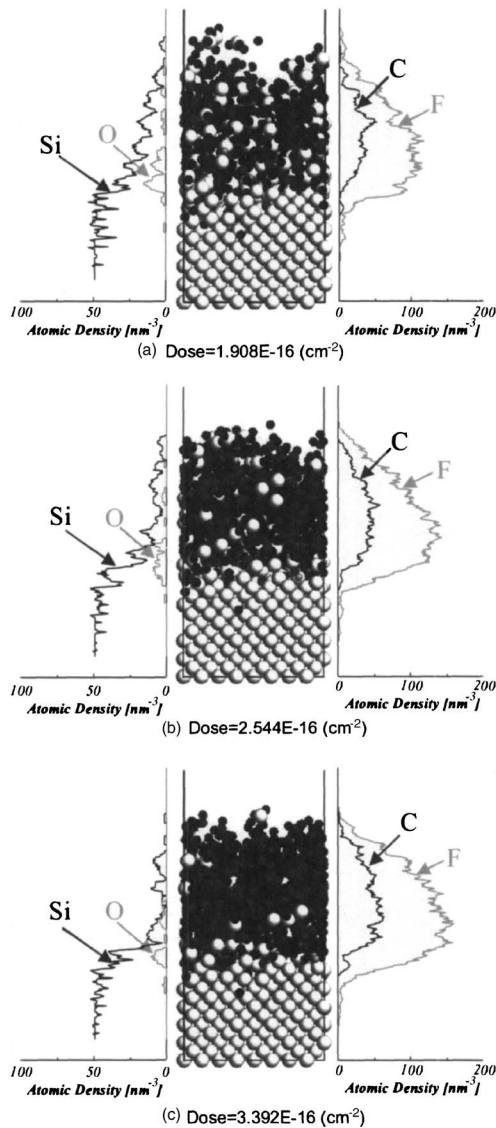 C
F
O
Si
100 50 0 0 100 200
Atomic Density [nm-3] Atomic Density [nm-3]
(a) Dose=1.908E-16 (cm-2)
C
F
O
Si
100 50 0 0 100 200
Atomic Density [nm-3] Atomic Density [nm-3]
(b) Dose=2.544E-16 (cm-2)
C
F
O
Si
100 50 0 0 100 200
Atomic Density [nm-3] Atomic Density [nm-3]
(c) Dose=3.392E-16 (cm-2)